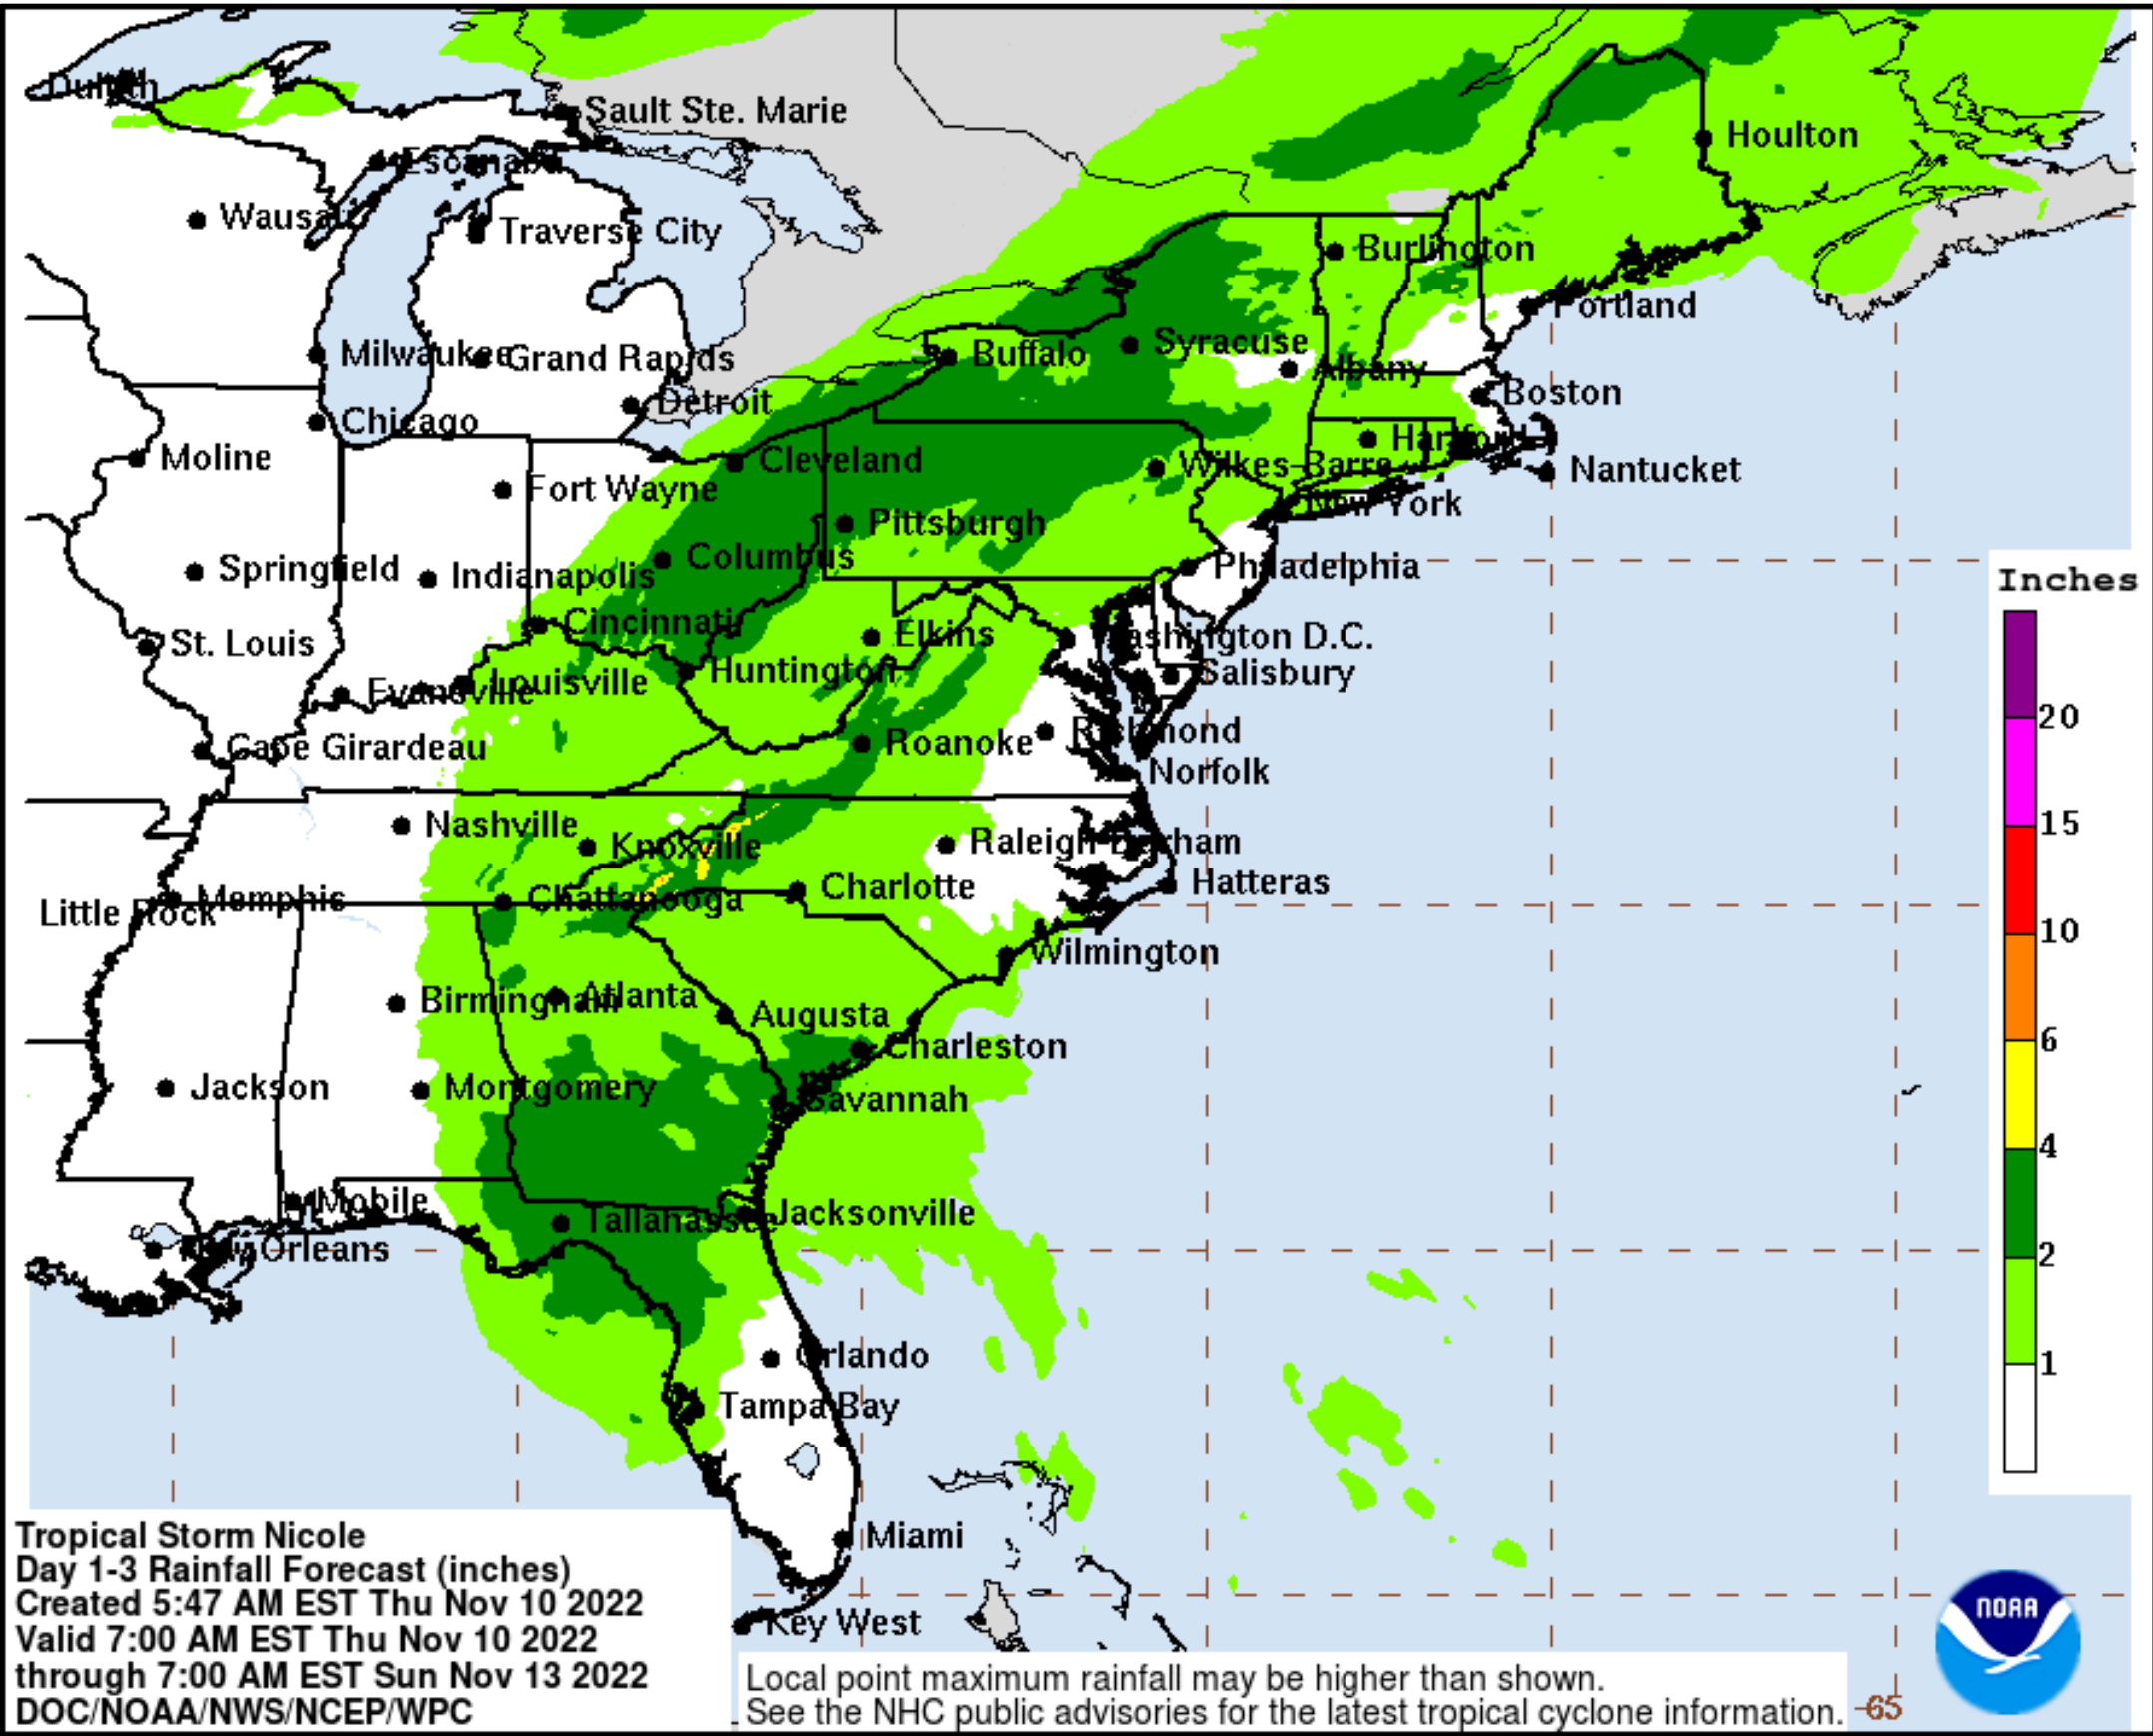 Duluth
Sault Ste. Marie
Houlton
Escanaba
Wausau
Traverse City
Burlington
Portland
Milwaukee
Grand Rapids
Buffalo
Syracuse
Albany
Detroit
Boston
Chicago
Moline
Hartford
Cleveland
Wilkes-Barre
Nantucket
Fort Wayne
New York
Pittsburgh
Springfield
Indianapolis
Columbus
Philadelphia
Inches
Cincinnati
Elkins
Washington D.C.
St. Louis
Huntington
Salisbury
Evansville
Louisville
20
Cape Girardeau
Roanoke
Richmond
Norfolk
Nashville
Knoxville
Raleigh Durham
15
Memphis
Chattanooga
Charlotte
Hatteras
Little Rock
10
Wilmington
Birmingham
Atlanta
Augusta
Charleston
6
Jackson
Montgomery
Savannah
4
Mobile
Tallahassee
Jacksonville
New Orleans
2
Orlando
1
Tampa Bay
Miami
Key West
Tropical Storm Nicole
Day 1-3 Rainfall Forecast (inches)
Created 5:47 AM EST Thu Nov 10 2022
Valid 7:00 AM EST Thu Nov 10 2022
through 7:00 AM EST Sun Nov 13 2022
DOC/NOAA/NWS/NCEP/WPC
Local point maximum rainfall may be higher than shown.
See the NHC public advisories for the latest tropical cyclone information.
-65
NOAA